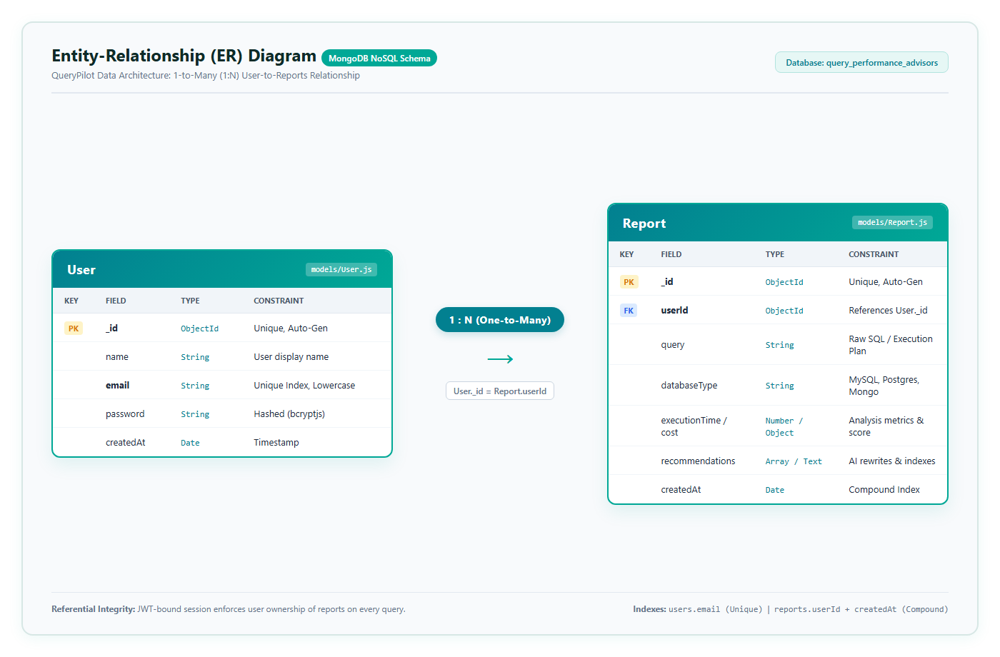 Entity-Relationship (ER) Diagram MongoDB NoSQL Schema
QueryPilot Data Architecture: 1-to-Many (1:N) User-to-Reports Relationship
Database: query_performance_advisors
User models/User.js
KEY FIELD TYPE CONSTRAINT
PK _id ObjectId Unique, Auto-Gen
name String User display name
email String Unique Index, Lowercase
password String Hashed (bcryptjs)
createdAt Date Timestamp
1 : N (One-to-Many)
→
User._id = Report.userId
Report models/Report.js
KEY FIELD TYPE CONSTRAINT
PK _id ObjectId Unique, Auto-Gen
FK userId ObjectId References User._id
query String Raw SQL / Execution
Plan
databaseType String MySQL, Postgres,
Mongo
executionTime / Number / Analysis metrics &
cost Object score
recommendations Array / Text AI rewrites & indexes
createdAt Date Compound Index
Referential Integrity: JWT-bound session enforces user ownership of reports on every query.
Indexes: users.email (Unique) | reports.userId + createdAt (Compound)